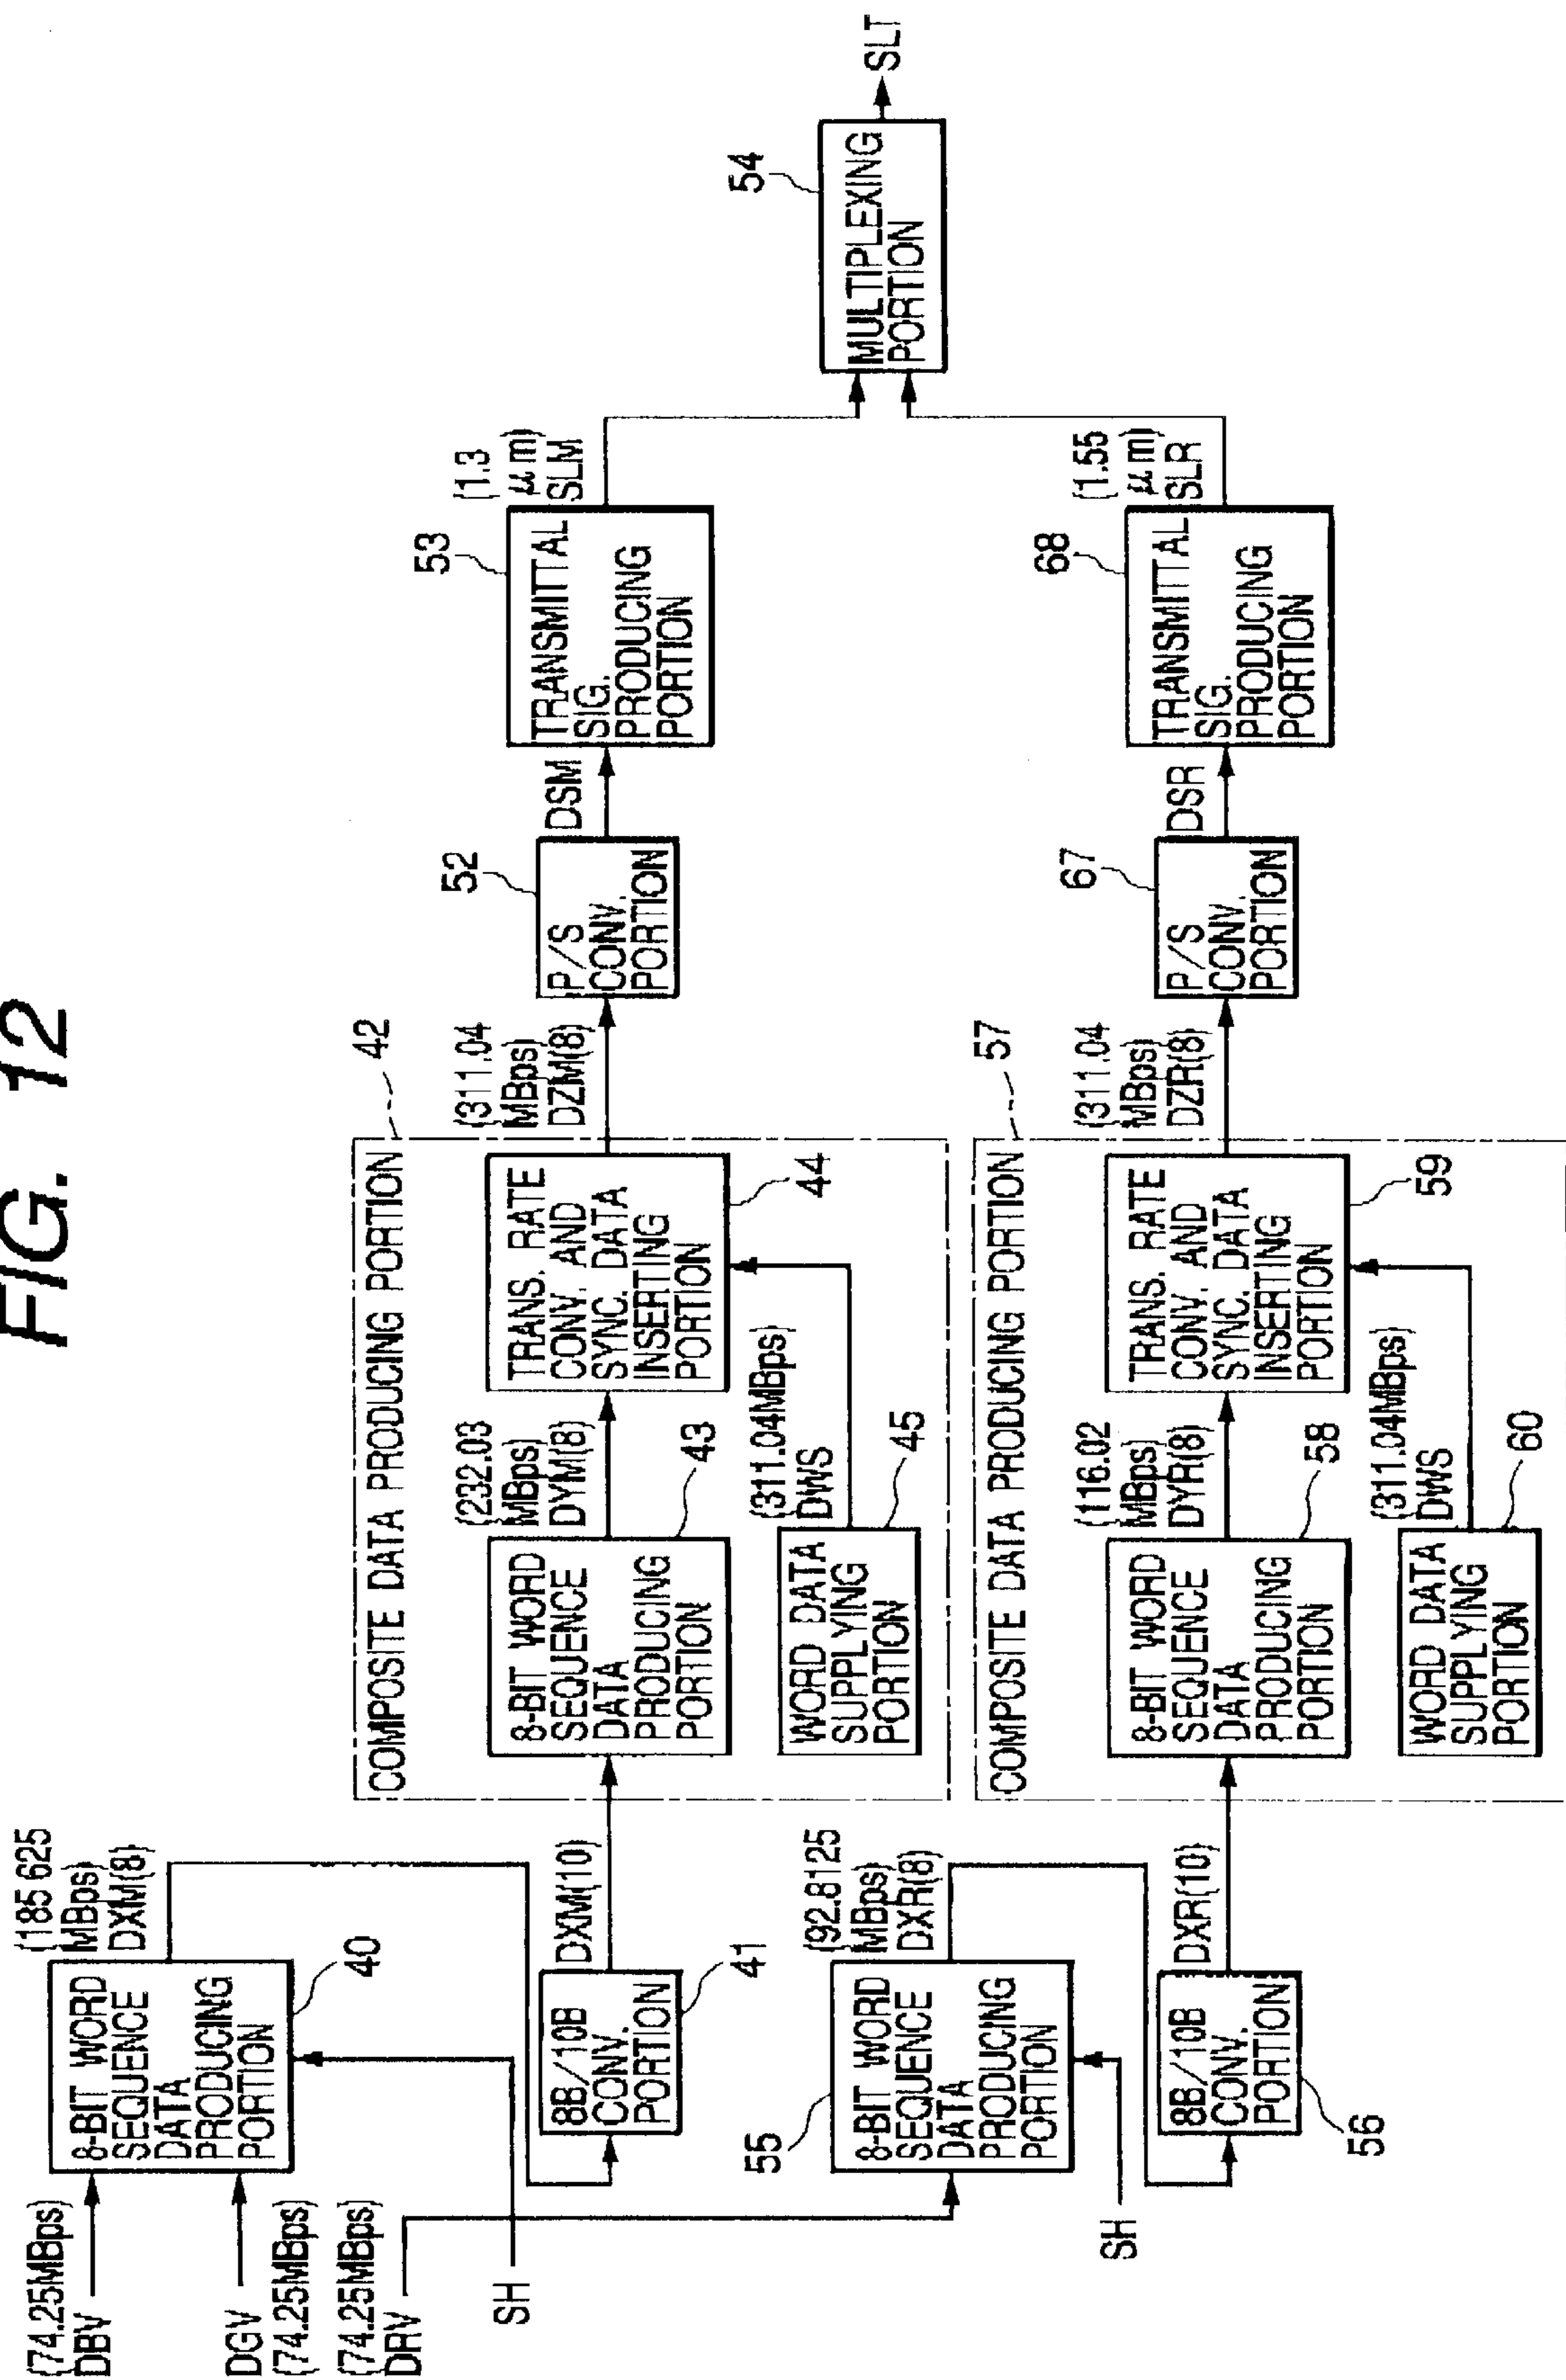 FIG. 12
(74.25MBps)
DBV
DGV
(74.25MBps)
(74.25MBps)
DRV
SH
8-BIT WORD
SEQUENCE
DATA
PRODUCING
PORTION
40
(185 625
MBps)
DXM(8)
8B/10B
CONV.
PORTION
41
DXM(10)
COMPOSITE DATA PRODUCING PORTION
42
8-BIT WORD
SEQUENCE
DATA
PRODUCING
PORTION
43
(232.03
MBps)
DYM(8)
TRANS. RATE
CONV. AND
SYNC. DATA
INSERTING
PORTION
44
WORD DATA
SUPPLYING
PORTION
45
(311.04MBps)
DWS
(311.04
MBps)
DZM(8)
P/S
CONV.
PORTION
52
DSM
TRANSMITTAL
SIG.
PRODUCING
PORTION
53
(1.3
μm)
SLM
MULTIPLEXING
PORTION
54
SLT
8-BIT WORD
SEQUENCE
DATA
PRODUCING
PORTION
55
SH
(92.8125
MBps)
DXR(8)
8B/10B
CONV.
PORTION
56
DXR(10)
COMPOSITE DATA PRODUCING PORTION
57
8-BIT WORD
SEQUENCE
DATA
PRODUCING
PORTION
58
(116.02
MBps)
DYR(8)
TRANS. RATE
CONV. AND
SYNC. DATA
INSERTING
PORTION
59
WORD DATA
SUPPLYING
PORTION
60
(311.04MBps)
DWS
(311.04
MBps)
DZR(8)
P/S
CONV.
PORTION
67
DSR
TRANSMITTAL
SIG.
PRODUCING
PORTION
68
(1.55
μm)
SLR